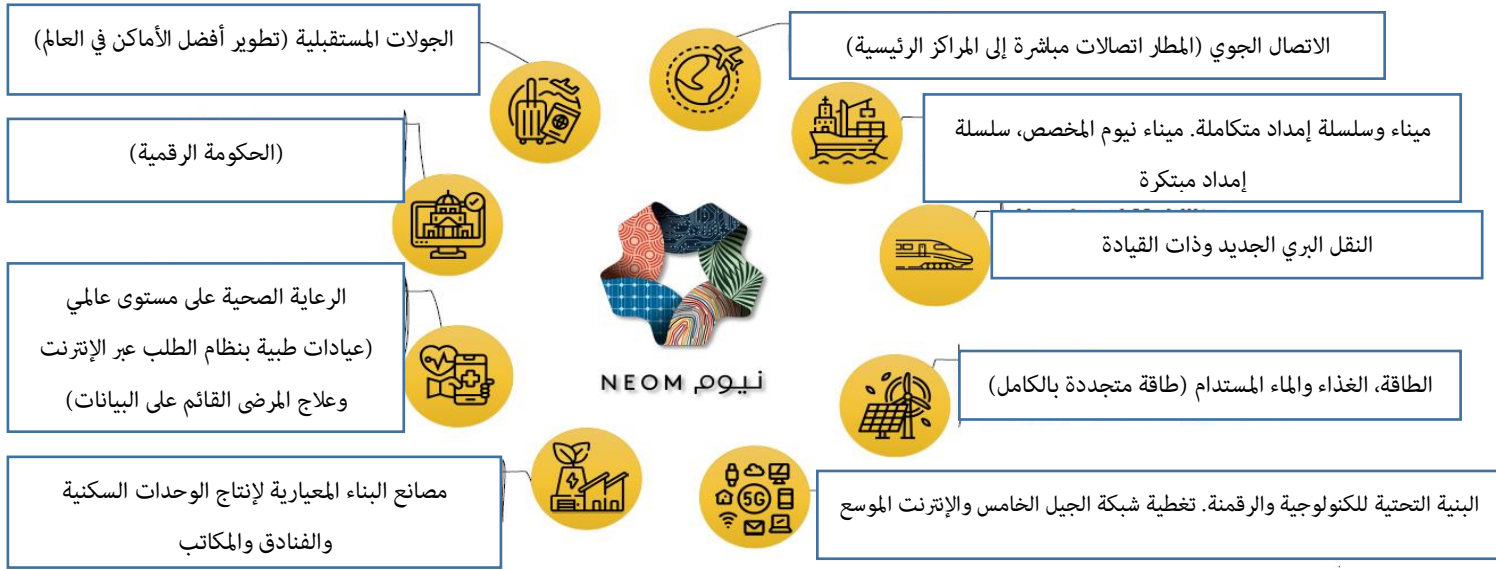 الاتصال الجوي (المطار اتصالات مباشرة إلى المراكز الرئيسية)
الجولات المستقبلية (تطوير أفضل الأماكن في العالم)
ميناء وسلسلة إمداد متكاملة. ميناء نيوم المخصص، سلسلة
إمداد مبتكرة
(الحكومة الرقمية)
النقل البري الجديد وذات القيادة
الرعاية الصحية على مستوى عالمي
(عيادات طبية بنظام الطلب عبر الإنترنت
وعلاج المرضى القائم على البيانات)
NEOM نيوم
الطاقة، الغذاء والماء المستدام (طاقة متجددة بالكامل)
مصانع البناء المعيارية لإنتاج الوحدات السكنية
والفنادق والمكاتب
5G
البنية التحتية للكنولوجية والرقمنة. تغطية شبكة الجيل الخامس والإنترنت الموسع